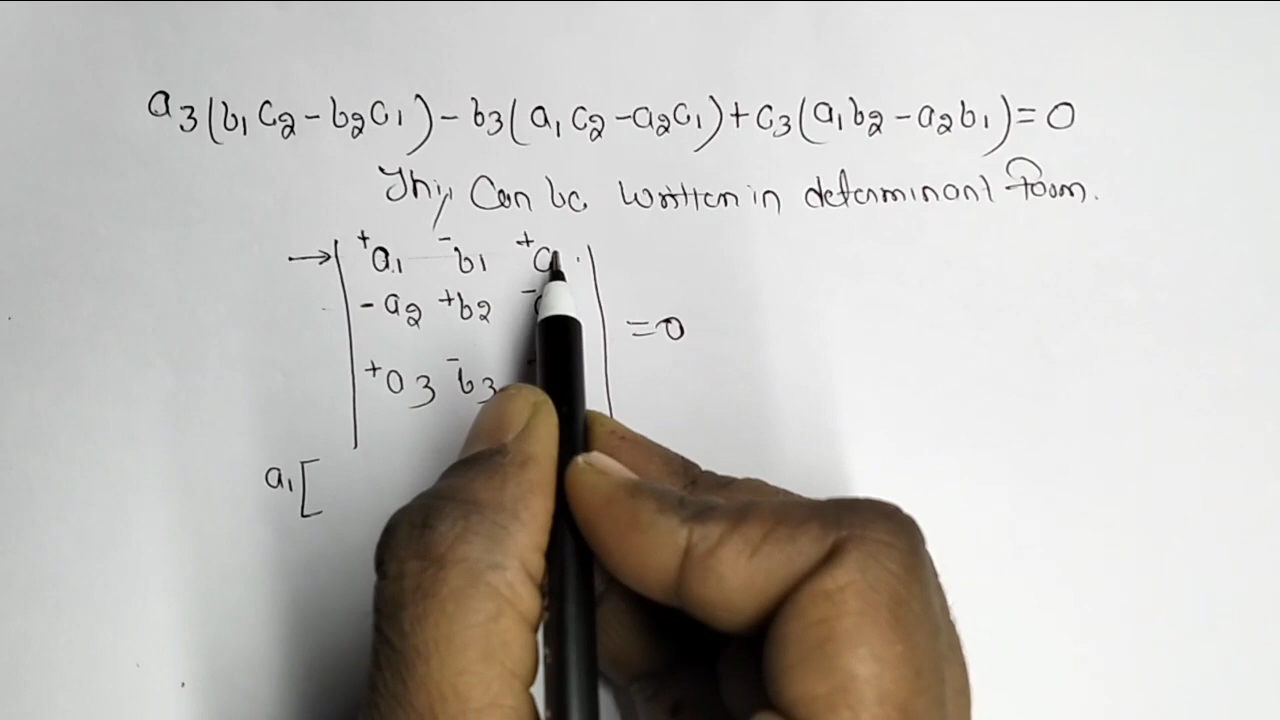 a3(b1c2-b2c1)-b3(a1c2-a2c1)+c3(a1b2-a2b1)=0
This Can be written in determinant Form.
→ | +a1 -b1 +c |
-a2 +b2 - =0
+a3 -b3
a1[